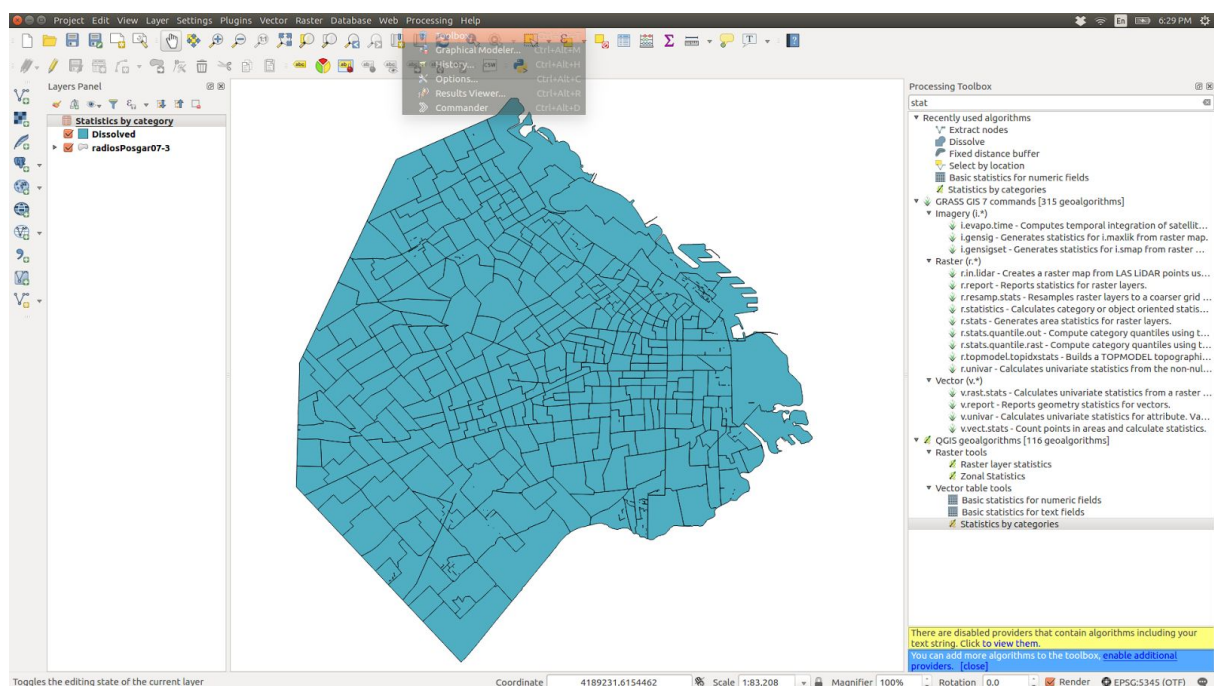 Project Edit View Layer Settings Plugins Vector Raster Database Web Processing Help
En
6:29 PM
Toolbox
Graphical Modeler... Ctrl+Alt+M
History... Ctrl+Alt+H
Options... Ctrl+Alt+C
Results Viewer... Ctrl+Alt+R
Commander Ctrl+Alt+D
Layers Panel
Statistics by category
Dissolved
radiosPosgar07-3
Processing Toolbox
stat
Recently used algorithms
Extract nodes
Dissolve
Fixed distance buffer
Select by location
Basic statistics for numeric fields
Statistics by categories
GRASS GIS 7 commands [315 geoalgorithms]
Imagery (i.*)
i.evapo.time - Computes temporal integration of satellit...
i.gensig - Generates statistics for i.maxlik from raster map.
i.gensigset - Generates statistics for i.smap from raster ...
Raster (r.*)
r.in.lidar - Creates a raster map from LAS LiDAR points us...
r.report - Reports statistics for raster layers.
r.resamp.stats - Resamples raster layers to a coarser grid ...
r.statistics - Calculates category or object oriented statis...
r.stats - Generates area statistics for raster layers.
r.stats.quantile.out - Compute category quantiles using t...
r.stats.quantile.rast - Compute category quantiles using t...
r.topmodel.topidxstats - Builds a TOPMODEL topographi...
r.univar - Calculates univariate statistics from the non-nul...
Vector (v.*)
v.rast.stats - Calculates univariate statistics from a raster ...
v.report - Reports geometry statistics for vectors.
v.univar - Calculates univariate statistics for attribute. Va...
v.vect.stats - Count points in areas and calculate statistics.
QGIS geoalgorithms [116 geoalgorithms]
Raster tools
Raster layer statistics
Zonal Statistics
Vector table tools
Basic statistics for numeric fields
Basic statistics for text fields
Statistics by categories
There are disabled providers that contain algorithms including your
text string. Click to view them.
You can add more algorithms to the toolbox, enable additional
providers. [close]
Toggles the editing state of the current layer
Coordinate 4189231,6154462 Scale 1:83.208 Magnifier 100% Rotation 0.0 Render EPSG:5345 (OTF)